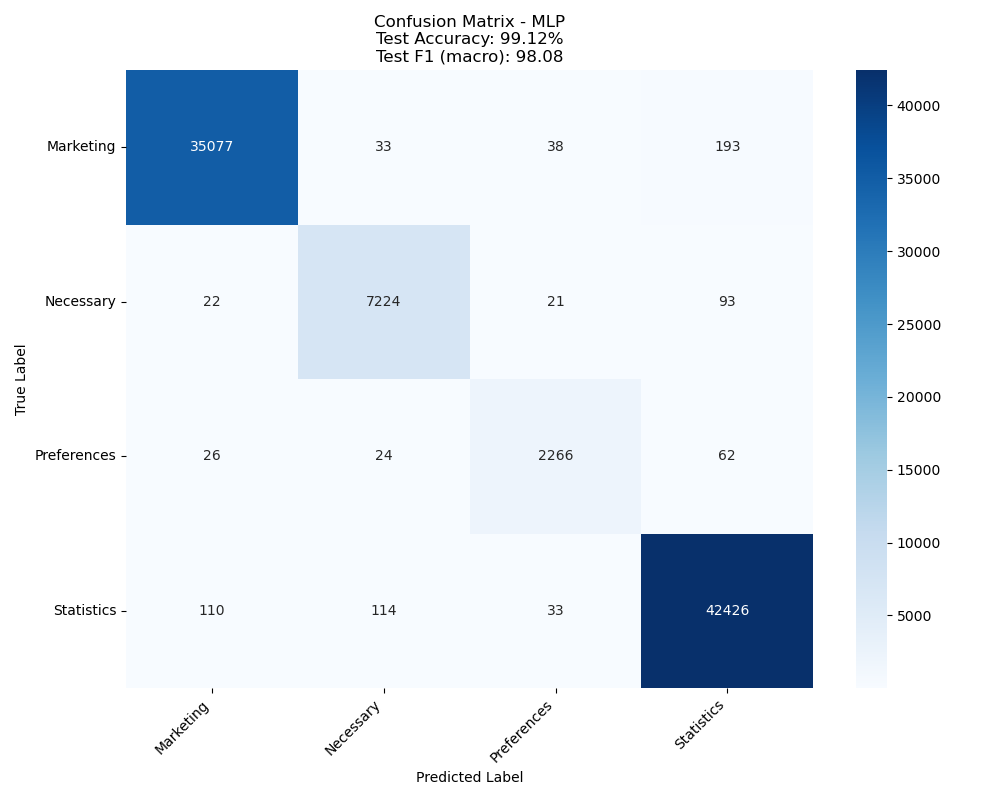 Confusion Matrix - MLP
Test Accuracy: 99.12%
Test F1 (macro): 98.08
True Label
Marketing
35077
33
38
193
Necessary
22
7224
21
93
Preferences
26
24
2266
62
Statistics
110
114
33
42426
Marketing
Necessary
Preferences
Statistics
Predicted Label
40000
35000
30000
25000
20000
15000
10000
5000